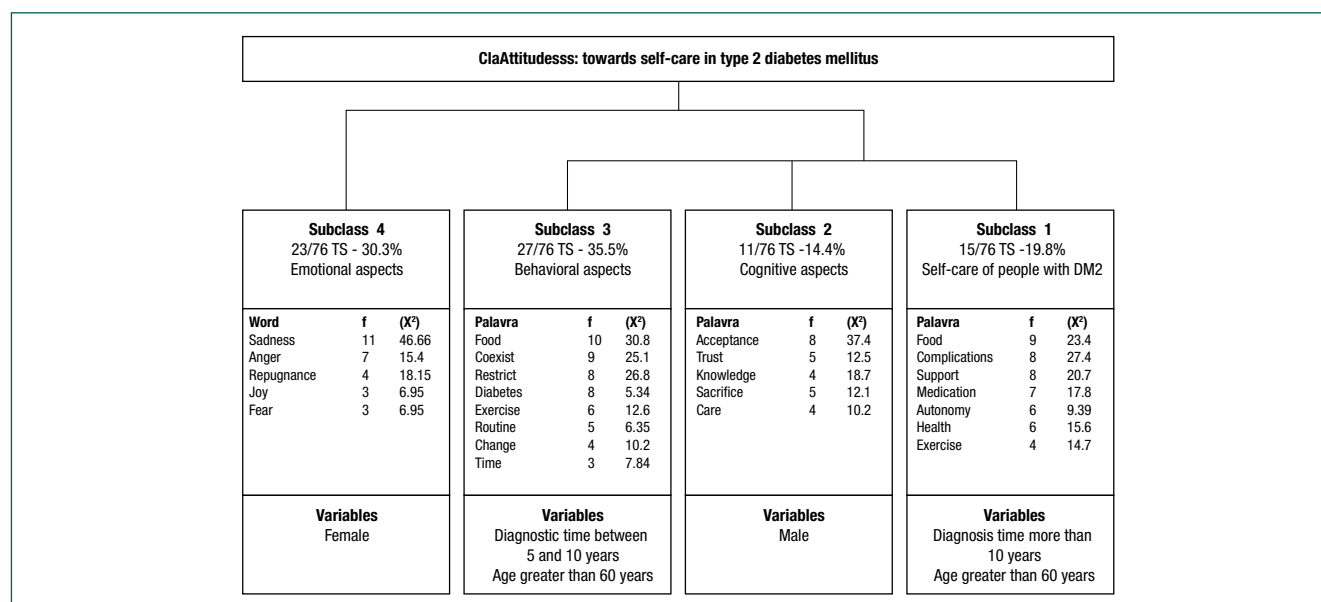 ClaAttitudesss: towards self-care in type 2 diabetes mellitus
Subclass 4
23/76 TS - 30.3%
Emotional aspects
Word f (X²)
Sadness 11 46.66
Anger 7 15.4
Repugnance 4 18.15
Joy 3 6.95
Fear 3 6.95
Variables
Female
Subclass 3
27/76 TS - 35.5%
Behavioral aspects
Palavra f (X²)
Food 10 30.8
Coexist 9 25.1
Restrict 8 26.8
Diabetes 8 5.34
Exercise 6 12.6
Routine 5 6.35
Change 4 10.2
Time 3 7.84
Variables
Diagnostic time between
5 and 10 years
Age greater than 60 years
Subclass 2
11/76 TS -14.4%
Cognitive aspects
Palavra f (X²)
Acceptance 8 37.4
Trust 5 12.5
Knowledge 4 18.7
Sacrifice 5 12.1
Care 4 10.2
Variables
Male
Subclass 1
15/76 TS -19.8%
Self-care of people with DM2
Palavra f (X²)
Food 9 23.4
Complications 8 27.4
Support 8 20.7
Medication 7 17.8
Autonomy 6 9.39
Health 6 15.6
Exercise 4 14.7
Variables
Diagnosis time more than
10 years
Age greater than 60 years